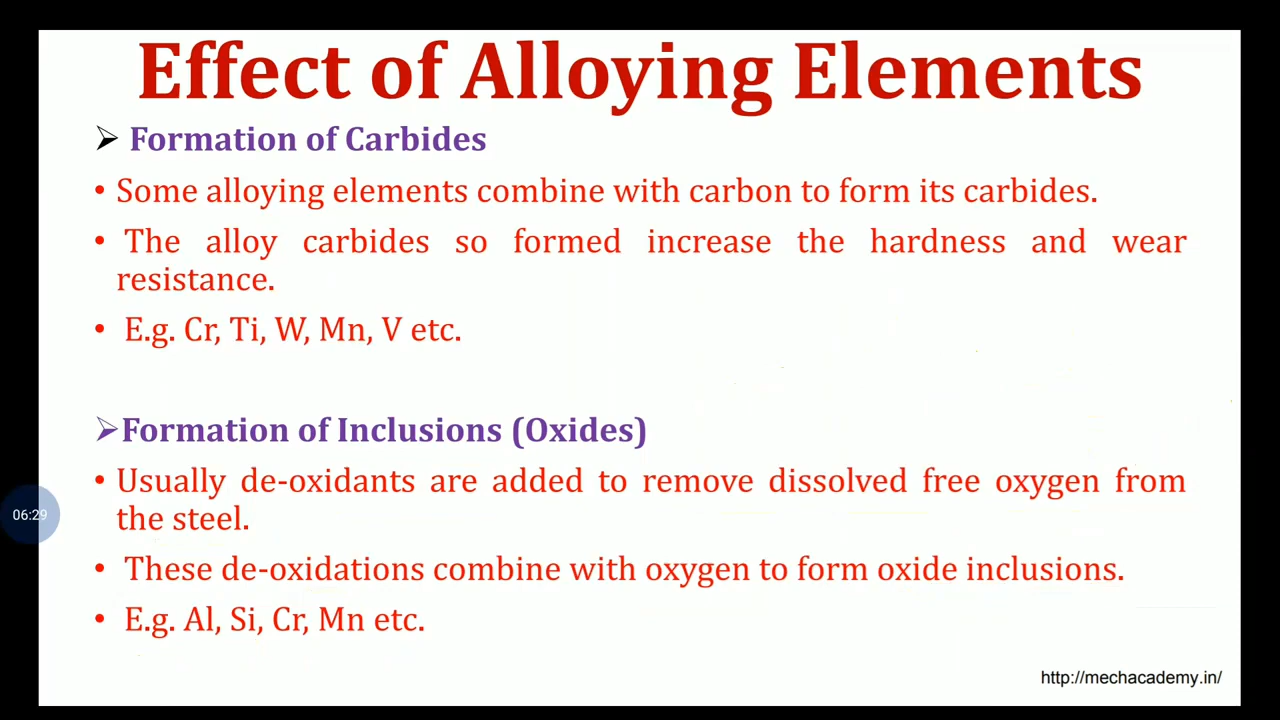 Effect of Alloying Elements
➢ Formation of Carbides
• Some alloying elements combine with carbon to form its carbides.
• The alloy carbides so formed increase the hardness and wear
resistance.
• E.g. Cr, Ti, W, Mn, V etc.
➢Formation of Inclusions (Oxides)
• Usually de-oxidants are added to remove dissolved free oxygen from
the steel.
06:29
• These de-oxidations combine with oxygen to form oxide inclusions.
• E.g. Al, Si, Cr, Mn etc.
http://mechacademy.in/